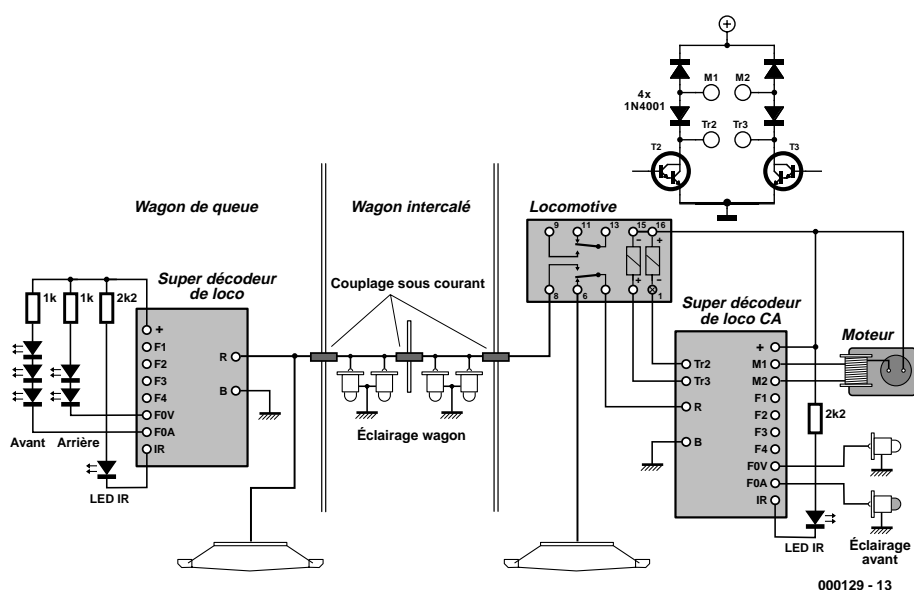 +
M1
M2
4x
1N4001
Tr2
Tr3
T2
T3
Wagon de queue
Wagon intercalé
Locomotive
9
11
13
15
16
8
6
1
+
−
+
−
Couplage sous courant
Super décodeur
de loco
1k
1k
2k2
+
F1
F2
F3
F4
F0V
F0A
IR
R
B
Avant
Arrière
LED IR
Éclairage wagon
Super décodeur
de loco CA
Moteur
Tr2
Tr3
R
B
+
M1
M2
F1
F2
F3
F4
F0V
F0A
IR
2k2
LED IR
Éclairage
avant
000129 - 13